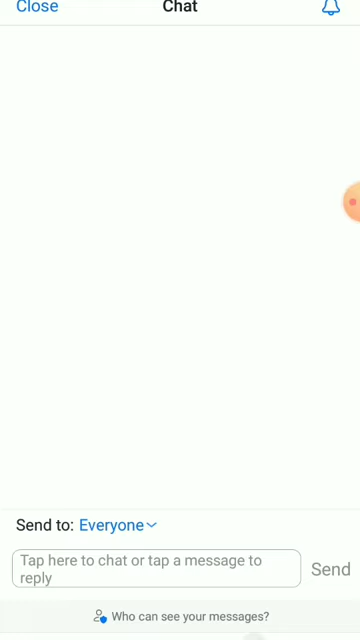 Close Chat
Send to: Everyone
Tap here to chat or tap a message to
reply
Send
Who can see your messages?